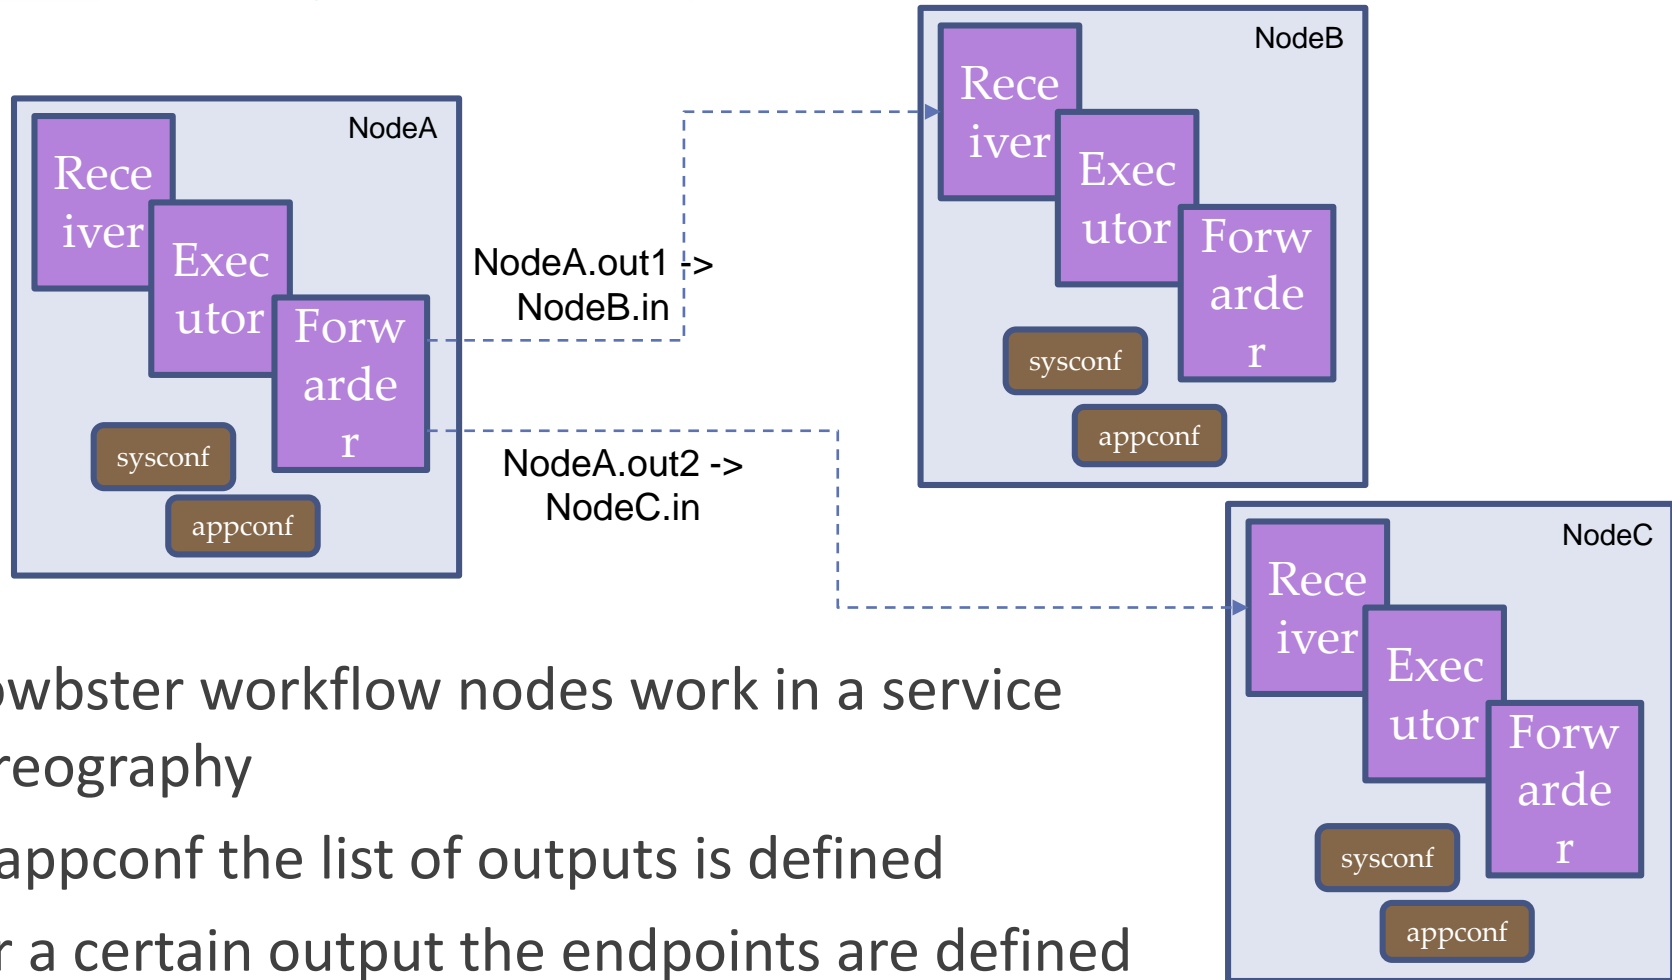 NodeA
Rece
iver
Exec
utor
Forw
arde
r
sysconf
appconf
NodeA.out1 ->
NodeB.in
NodeA.out2 ->
NodeC.in
NodeB
Rece
iver
Exec
utor
Forw
arde
r
sysconf
appconf
NodeC
Rece
iver
Exec
utor
Forw
arde
r
sysconf
appconf
owbster workflow nodes work in a service
reography
appconf the list of outputs is defined
r a certain output the endpoints are defined